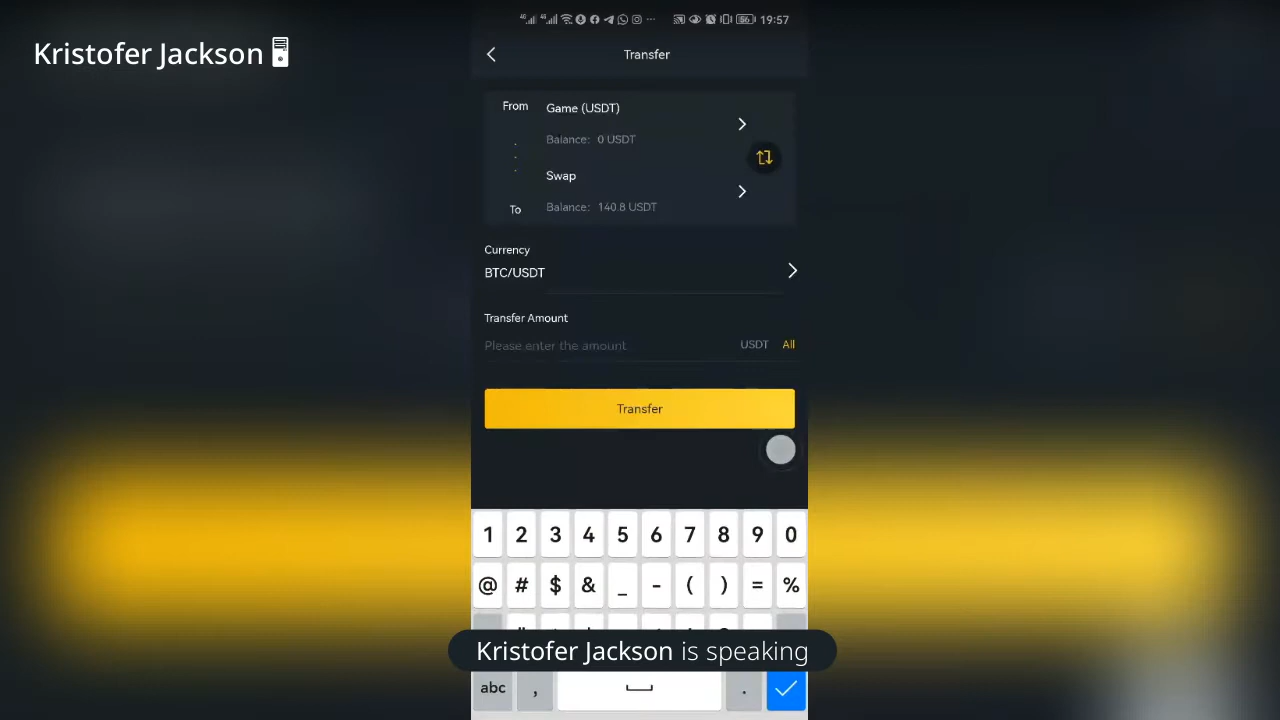 Kristofer Jackson
19:57
Transfer
From
Game (USDT)
Balance: 0 USDT
Swap
To
Balance: 140.8 USDT
Currency
BTC/USDT
Transfer Amount
Please enter the amount
USDT All
Transfer
1 2 3 4 5 6 7 8 9 0
@ # $ & _ - ( ) = %
Kristofer Jackson is speaking
abc , .